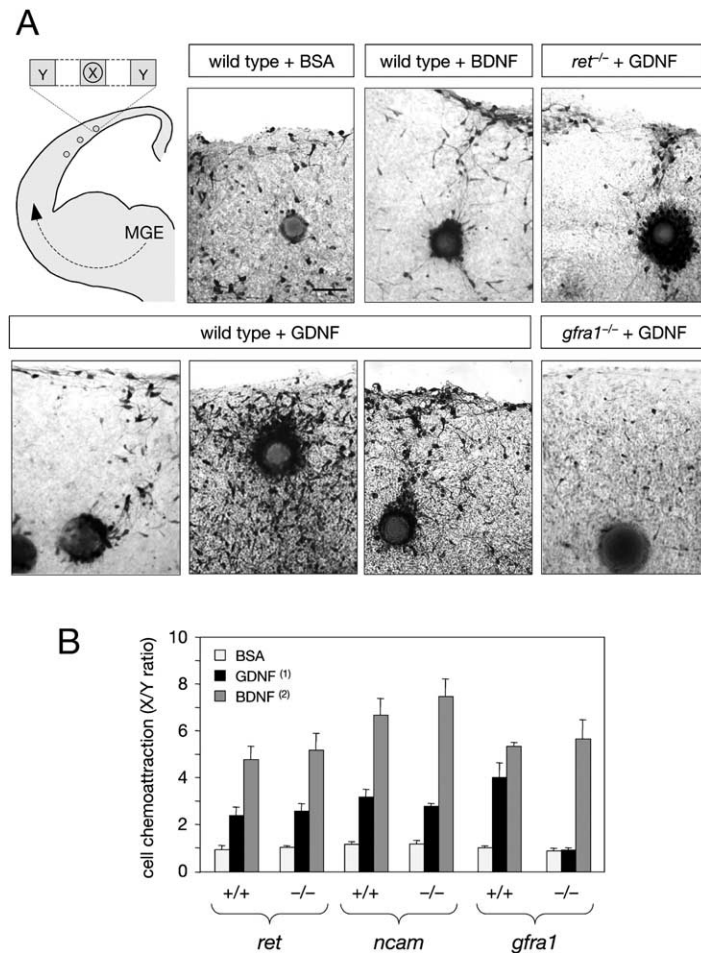 A
Y X Y
MGE
wild type + BSA
wild type + BDNF
ret–/– + GDNF
wild type + GDNF
gfra1–/– + GDNF
B
cell chemoattraction (X/Y ratio)
10
8
6
4
2
0
BSA
GDNF (1)
BDNF (2)
+/+ –/– +/+ –/– +/+ –/–
ret ncam gfra1